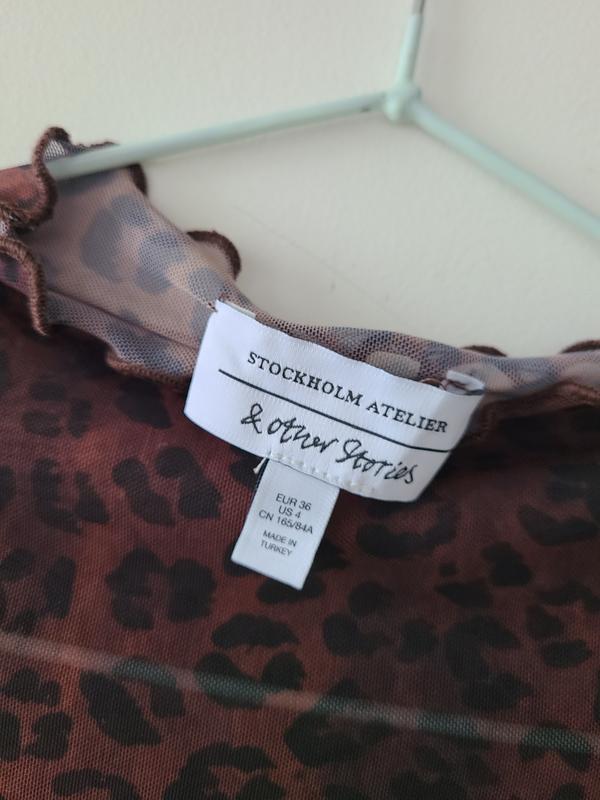 STOCKHOLM ATELIER
& other Stories
EUR 36
US 4
CN 165/84A
MADE IN
TURKEY